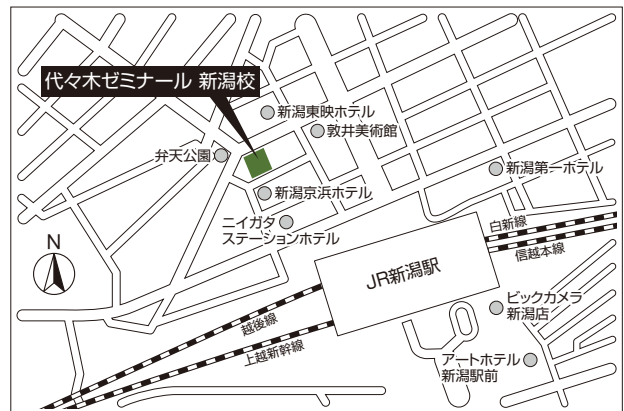 代々木ゼミナール 新潟校
新潟東映ホテル
敦井美術館
弁天公園
新潟第一ホテル
新潟京浜ホテル
ニイガタ
ステーションホテル
白新線
信越本線
N
JR新潟駅
ビックカメラ
新潟店
越後線
上越新幹線
アートホテル
新潟駅前